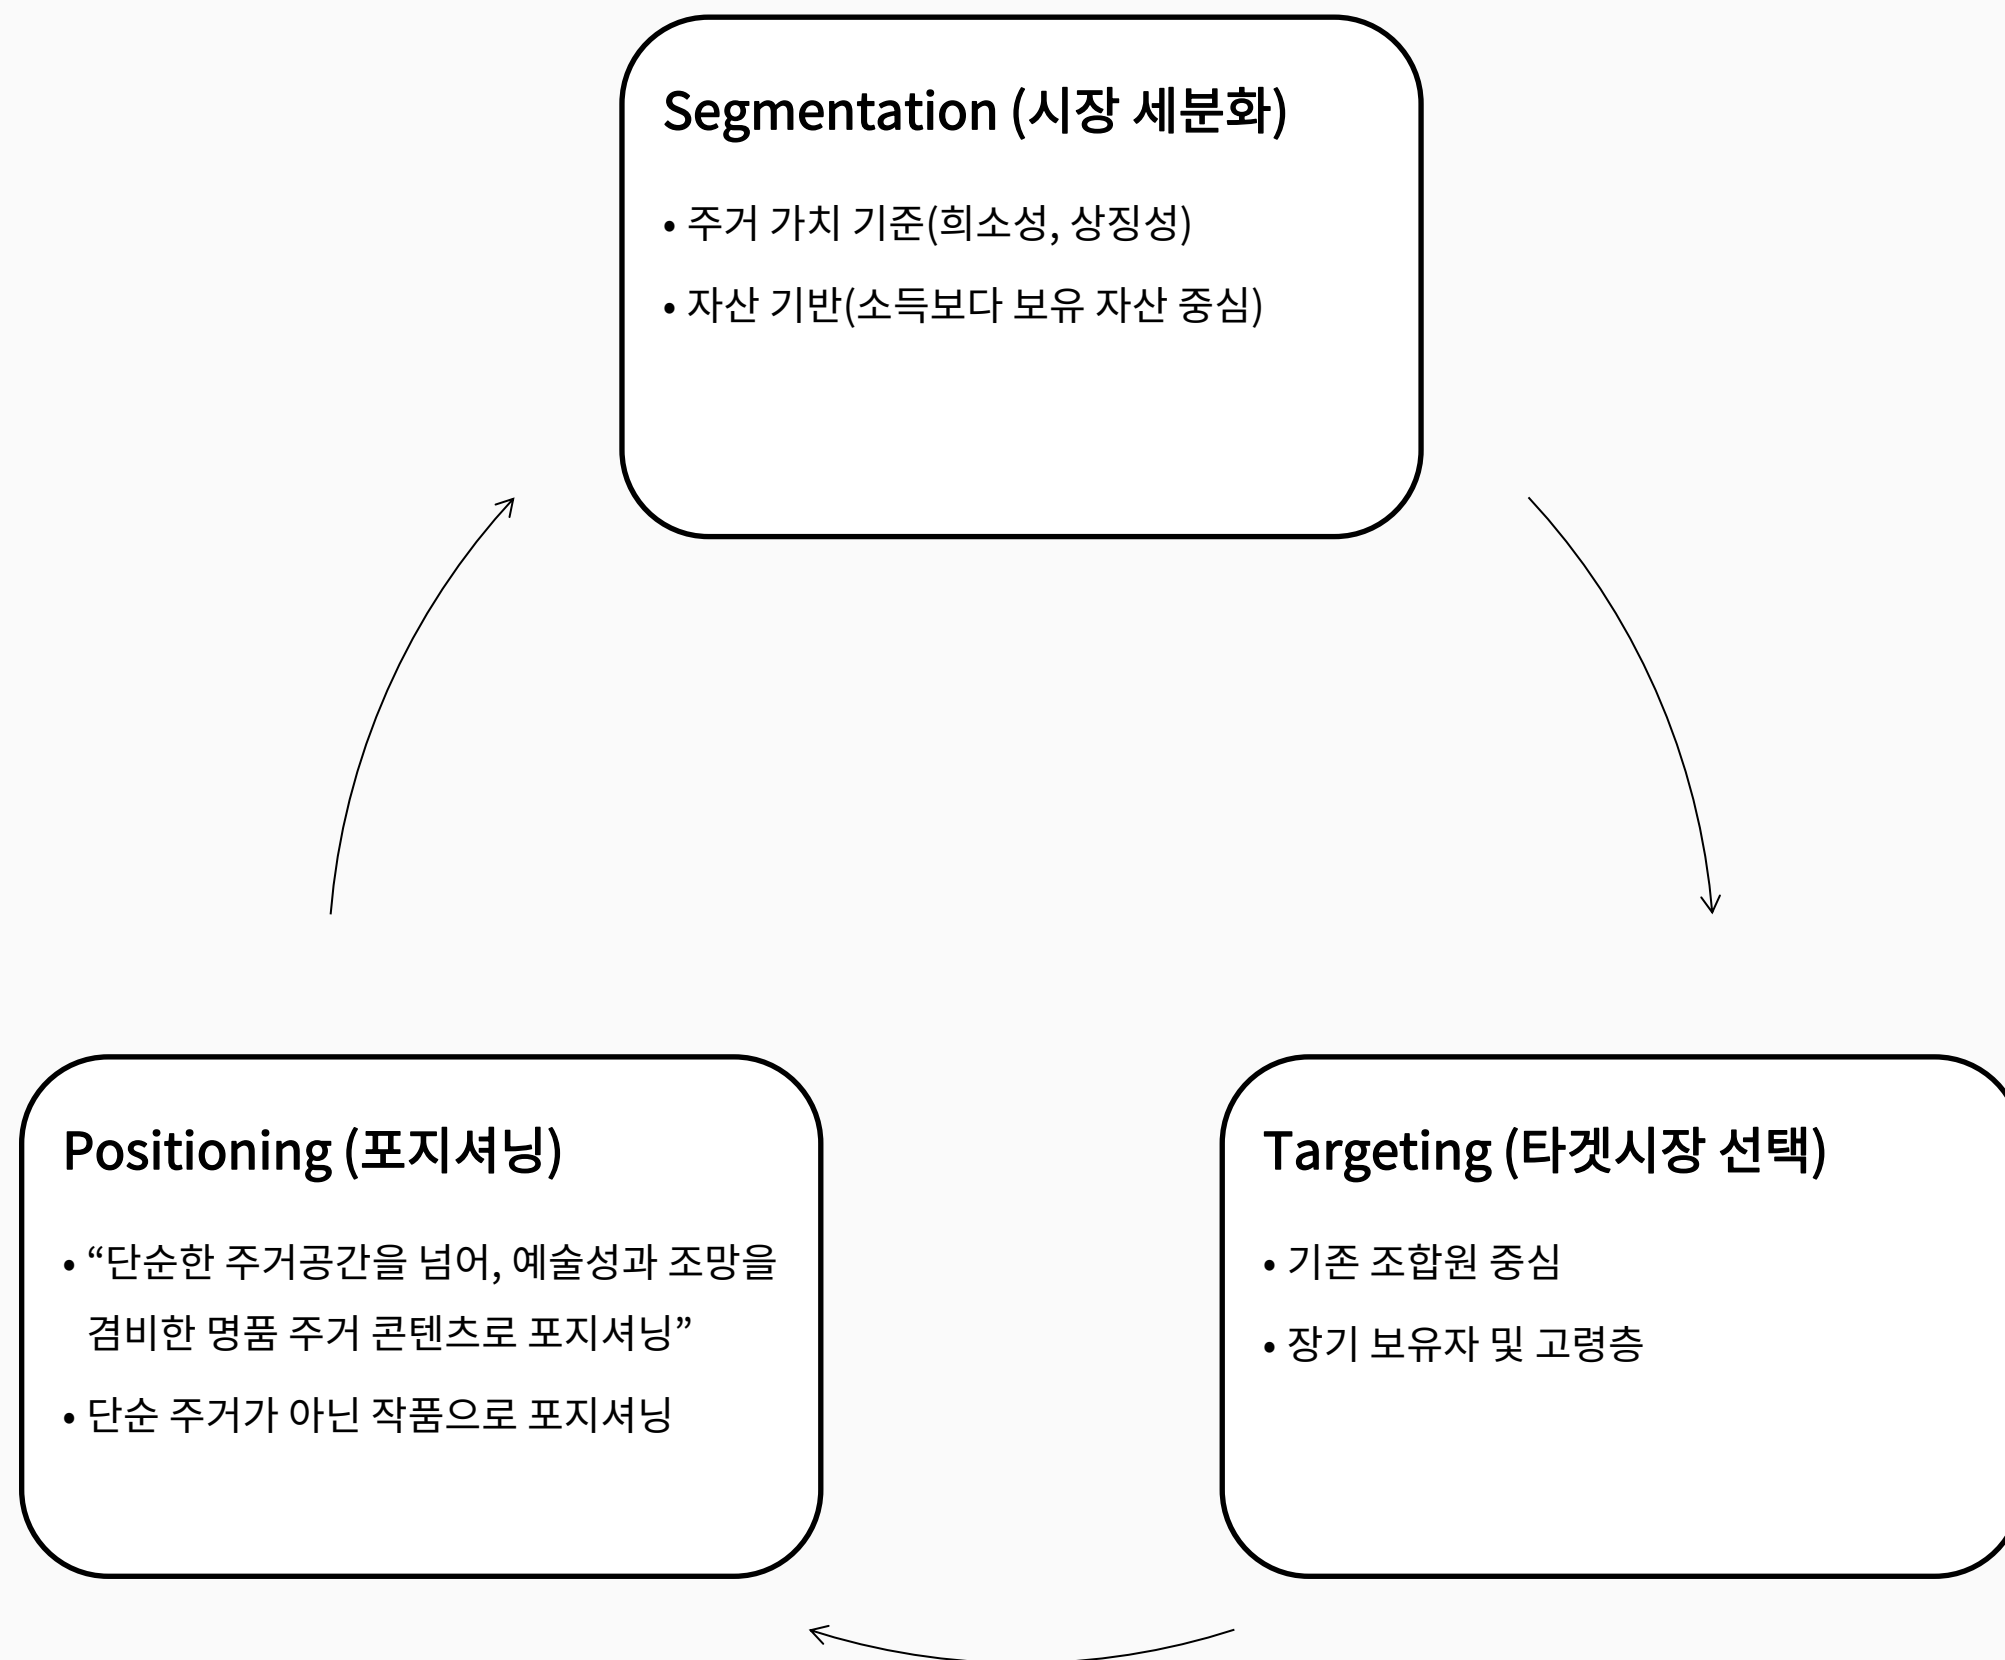 Segmentation (시장 세분화)
• 주거 가치 기준(희소성, 상징성)
• 자산 기반(소득보다 보유 자산 중심)
Positioning (포지셔닝)
• “단순한 주거공간을 넘어, 예술성과 조망을
겸비한 명품 주거 콘텐츠로 포지셔닝”
• 단순 주거가 아닌 작품으로 포지셔닝
Targeting (타겟시장 선택)
• 기존 조합원 중심
• 장기 보유자 및 고령층